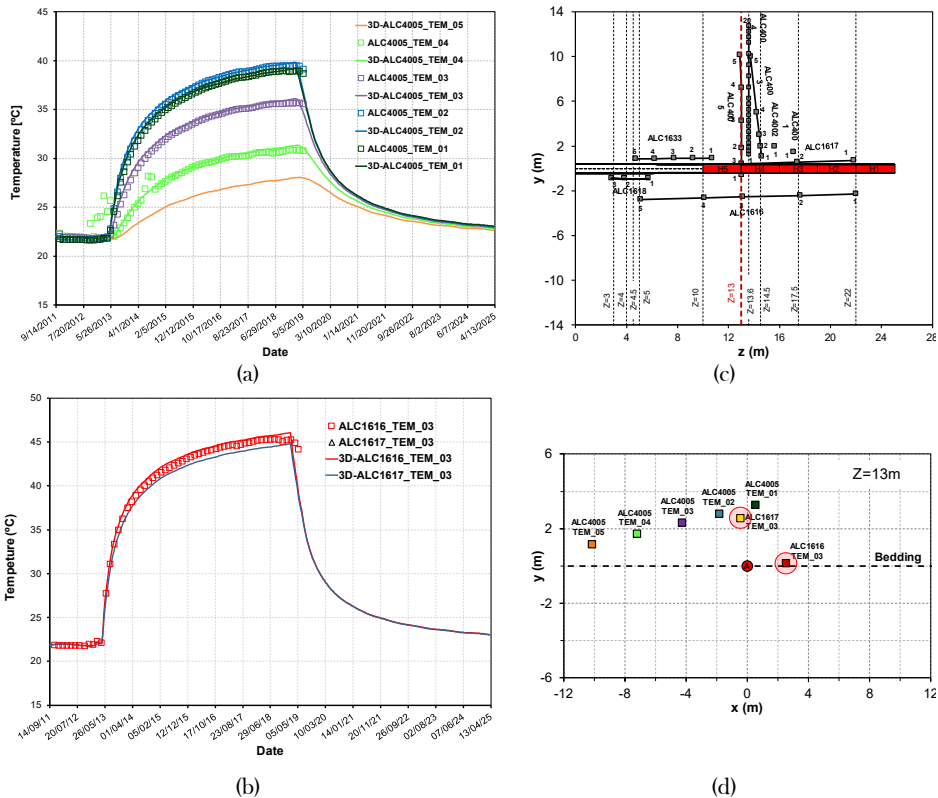 25
Temperature [ºC]
20
15
30
35
40
45
3D-ALC4005_TEM_05
ALC4005_TEM_04
3D-ALC4005_TEM_04
ALC4005_TEM_03
3D-ALC4005_TEM_03
ALC4005_TEM_02
3D-ALC4005_TEM_02
ALC4005_TEM_01
3D-ALC4005_TEM_01
9/14/2011
7/20/2012
5/26/2013
4/1/2014
2/5/2015
12/12/2015
10/17/2016
8/23/2017
6/29/2018
5/5/2019
3/10/2020
1/14/2021
11/20/2021
9/26/2022
8/2/2023
6/7/2024
4/13/2025
Date
(a)
14
10
6
2
-2
-6
-10
-14
y (m)
ALC1633
ALC4002
ALC1617
ALC1618
ALC1616
H5
H4
H3
H2
H1
Z=3
Z=4
Z=4.5
Z=5
Z=10
Z=13
Z=13.6
Z=14.5
Z=17.5
Z=22
0
4
8
12
16
20
24
28
z (m)
(c)
50
45
40
35
30
25
20
15
Tempeture (ºC)
ALC1616_TEM_03
ALC1617_TEM_03
3D-ALC1616_TEM_03
3D-ALC1617_TEM_03
14/09/11
20/07/12
26/05/13
01/04/14
05/02/15
12/12/15
17/10/16
23/08/17
29/06/18
05/05/19
10/03/20
14/01/21
20/11/21
26/09/22
02/08/23
07/06/24
13/04/25
Date
(b)
6
2
-2
-6
y (m)
Z=13m
ALC4005
TEM_01
ALC4005
TEM_02
ALC4005
TEM_03
ALC4005
TEM_04
ALC4005
TEM_05
ALC1617
TEM_03
ALC1616
TEM_03
A
Bedding
-12
-8
-4
0
4
8
12
x (m)
(d)